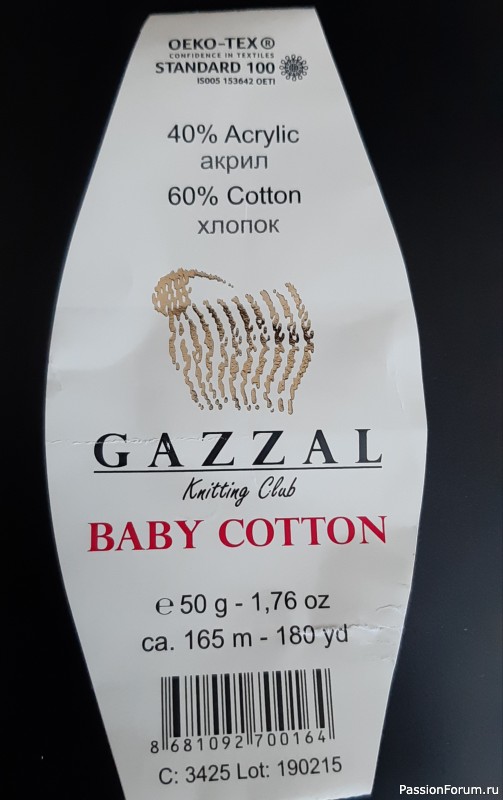 OEKO-TEX®
CONFIDENCE IN TEXTILES
STANDARD 100
IS005 153642 OETI
40% Acrylic
акрил
60% Cotton
хлопок
GAZZAL
Knitting Club
BABY COTTON
℮ 50 g - 1,76 oz
ca. 165 m - 180 yd
8 681092 700164
C: 3425 Lot: 190215
PassionForum.ru